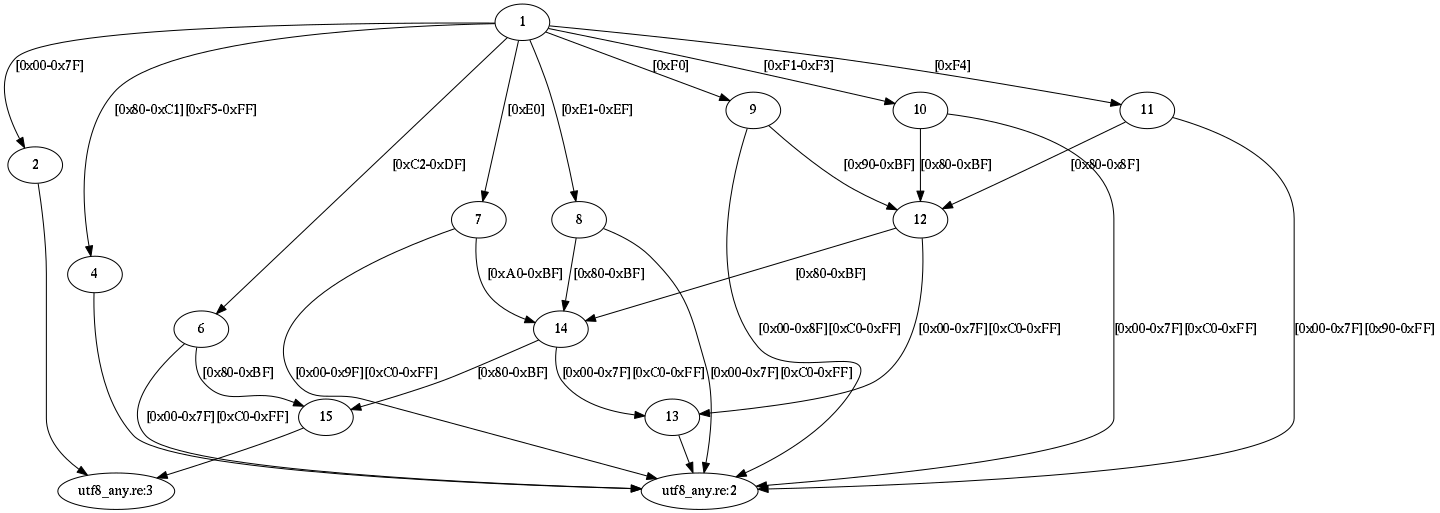 1
[0x00-0x7F]
[0x80-0xC1][0xF5-0xFF]
[0xC2-0xDF]
[0xE0]
[0xE1-0xEF]
[0xF0]
[0xF1-0xF3]
[0xF4]
9
10
11
2
[0x90-0xBF]
[0x80-0xBF]
[0x80-0x8F]
7
8
12
4
[0xA0-0xBF]
[0x80-0xBF]
[0x80-0xBF]
6
14
[0x00-0x8F][0xC0-0xFF]
[0x00-0x7F][0xC0-0xFF]
[0x00-0x7F][0xC0-0xFF]
[0x00-0x7F][0x90-0xFF]
[0x80-0xBF]
[0x00-0x9F][0xC0-0xFF]
[0x80-0xBF]
[0x00-0x7F][0xC0-0xFF]
[0x00-0x7F][0xC0-0xFF]
[0x00-0x7F][0xC0-0xFF]
15
13
utf8_any.re:3
utf8_any.re:2